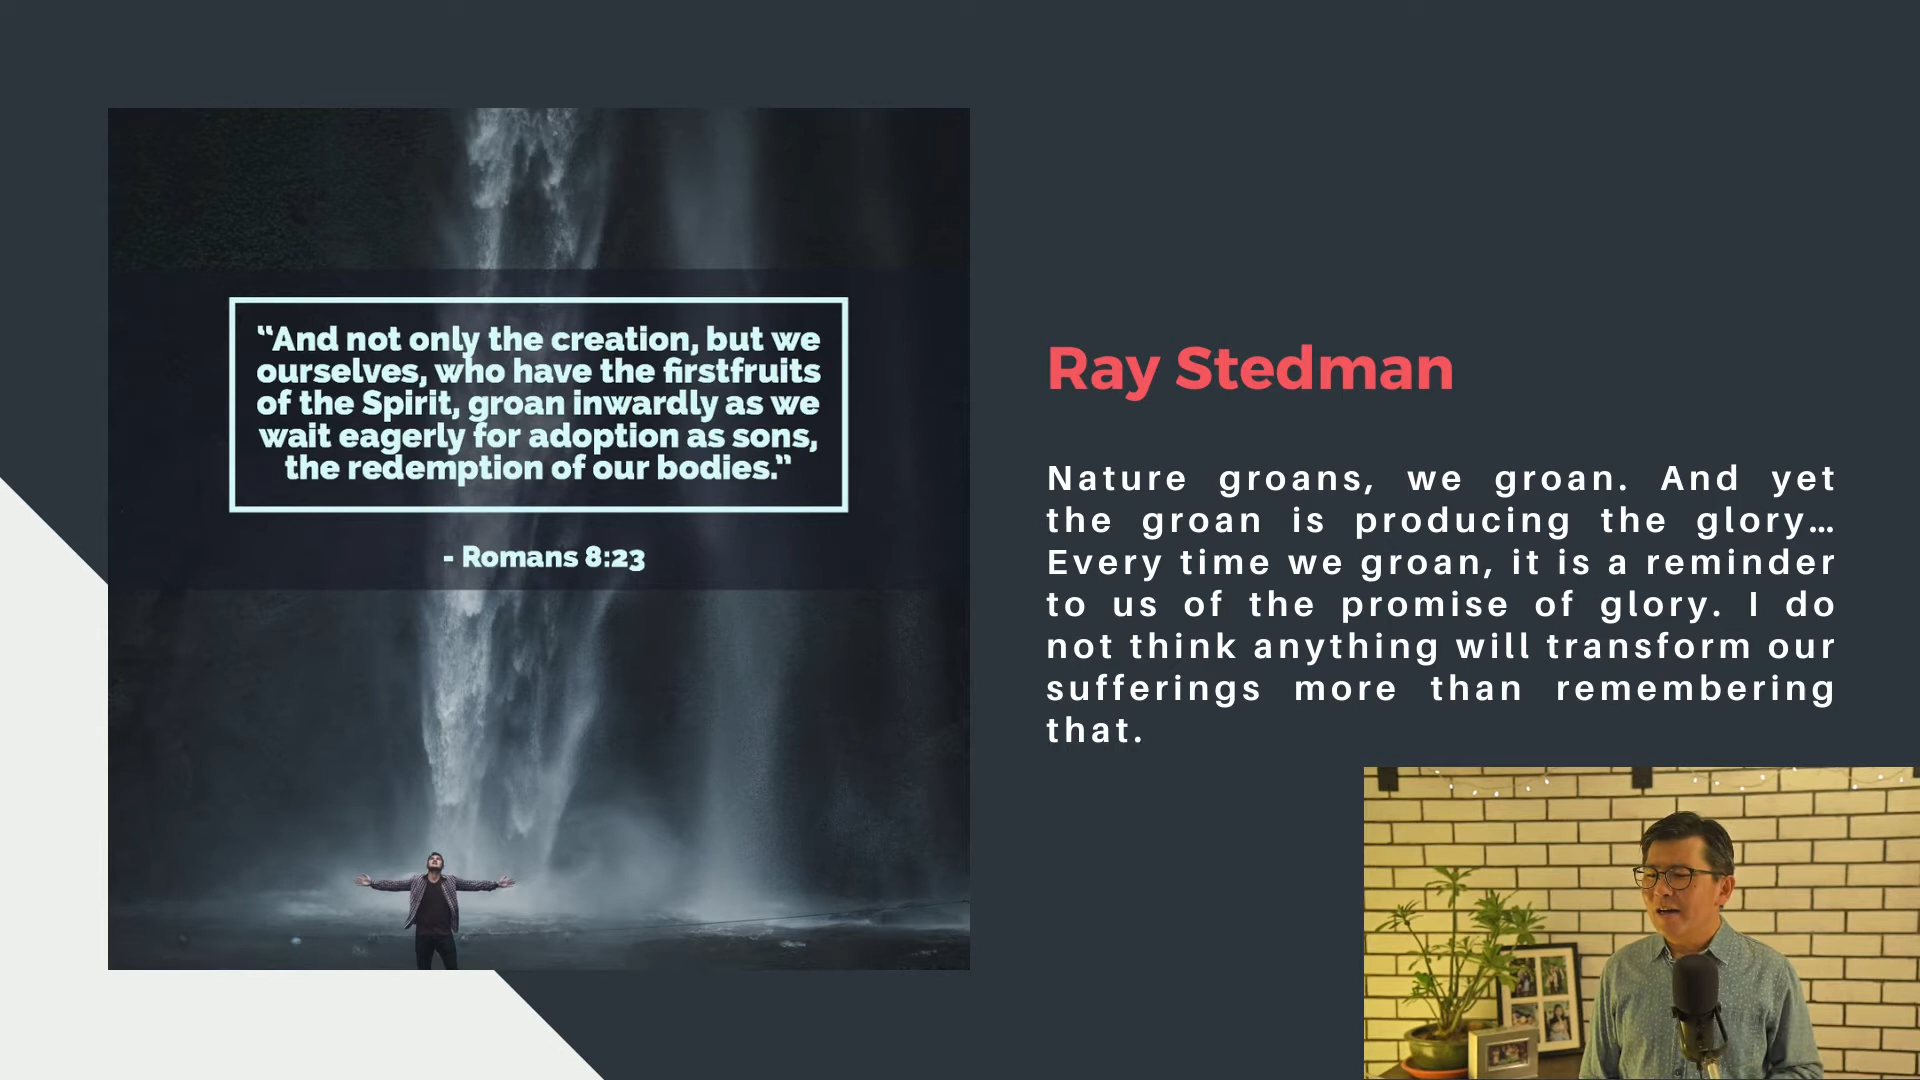 “And not only the creation, but we
ourselves, who have the firstfruits
of the Spirit, groan inwardly as we
wait eagerly for adoption as sons,
the redemption of our bodies.”
- Romans 8:23
Ray Stedman
Nature groans, we groan. And yet
the groan is producing the glory...
Every time we groan, it is a reminder
to us of the promise of glory. I do
not think anything will transform our
sufferings more than remembering
that.